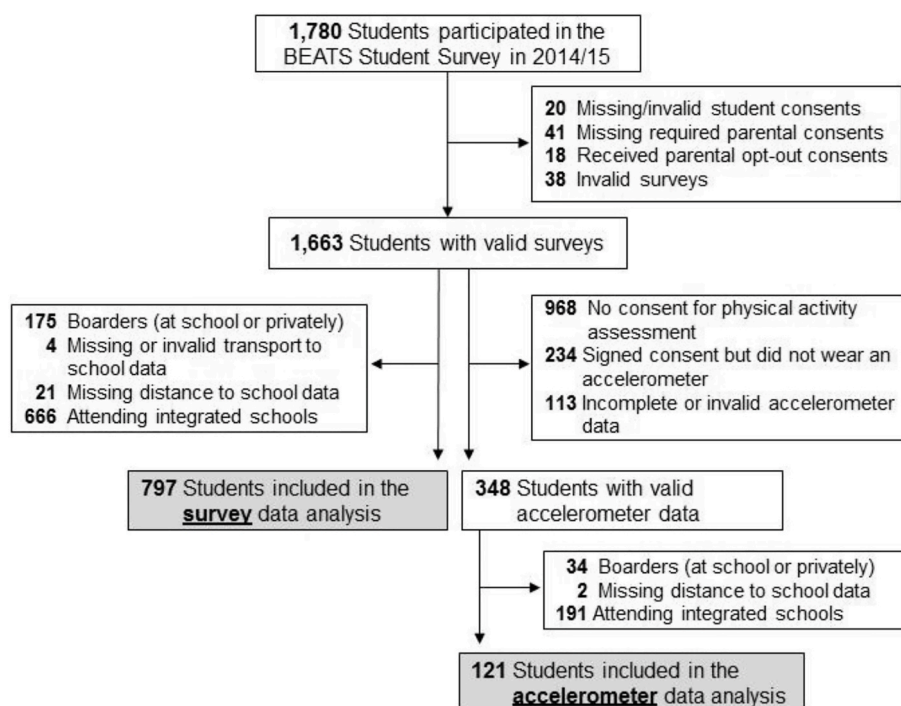 1,780 Students participated in the
BEATS Student Survey in 2014/15
20 Missing/invalid student consents
41 Missing required parental consents
18 Received parental opt-out consents
38 Invalid surveys
1,663 Students with valid surveys
175 Boarders (at school or privately)
4 Missing or invalid transport to
school data
21 Missing distance to school data
666 Attending integrated schools
968 No consent for physical activity
assessment
234 Signed consent but did not wear an
accelerometer
113 Incomplete or invalid accelerometer
data
797 Students included in the
survey data analysis
348 Students with valid
accelerometer data
34 Boarders (at school or privately)
2 Missing distance to school data
191 Attending integrated schools
121 Students included in the
accelerometer data analysis